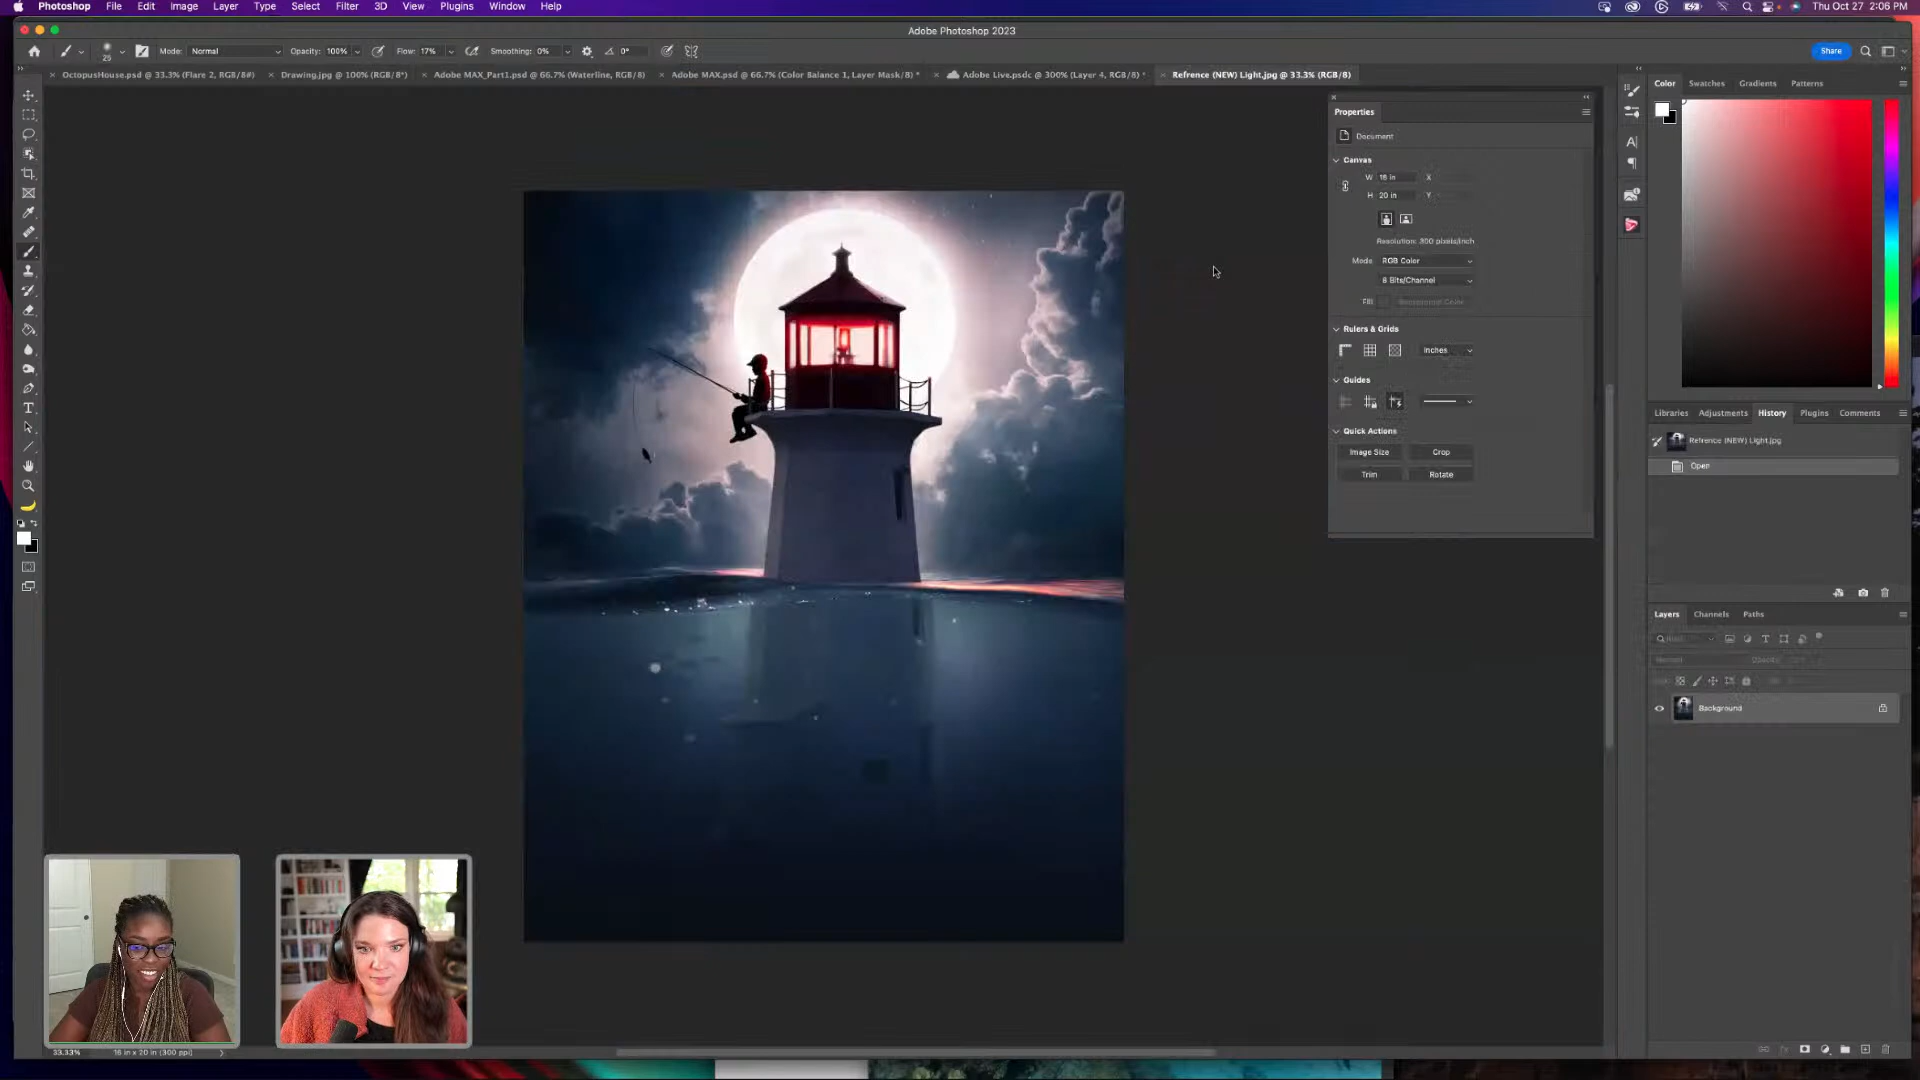 Photoshop File Edit Image Layer Type Select Filter 3D View Plugins Window Help Thu Oct 27 2:06 PM
Adobe Photoshop 2023
25 Mode: Normal Opacity: 100% Flow: 17% Smoothing: 0% 0° Share
OctopusHouse.psd @ 33.3% (Flare 2, RGB/8#) Drawing.jpg @ 100% (RGB/8*) Adobe MAX_Part1.psd @ 66.7% (Waterline, RGB/8) Adobe MAX.psd @ 66.7% (Color Balance 1, Layer Mask/8) * Adobe Live.psdc @ 300% (Layer 4, RGB/8) * Refrence (NEW) Light.jpg @ 33.3% (RGB/8)
Color Swatches Gradients Patterns
Properties
Document
Canvas
W 16 in X
H 20 in Y
Resolution: 300 pixels/inch
Mode RGB Color
8 Bits/Channel
Fill Background Color
Rulers & Grids
Inches
Guides
Quick Actions
Image Size Crop
Trim Rotate
Libraries Adjustments History Plugins Comments
Refrence (NEW) Light.jpg
Open
Layers Channels Paths
Normal Opacity:
Background
33.33% 16 in x 20 in (300 ppi)